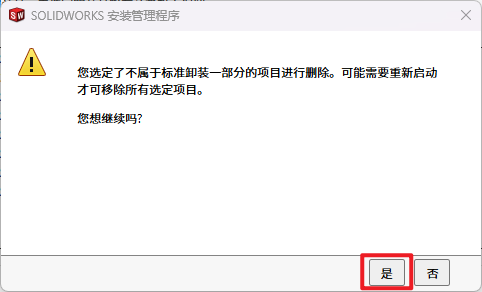 SOLIDWORKS 安装管理程序
您选定了不属于标准卸装一部分的项目进行删除。可能需要重新启动
才可移除所有选定项目。
您想继续吗?
是
否